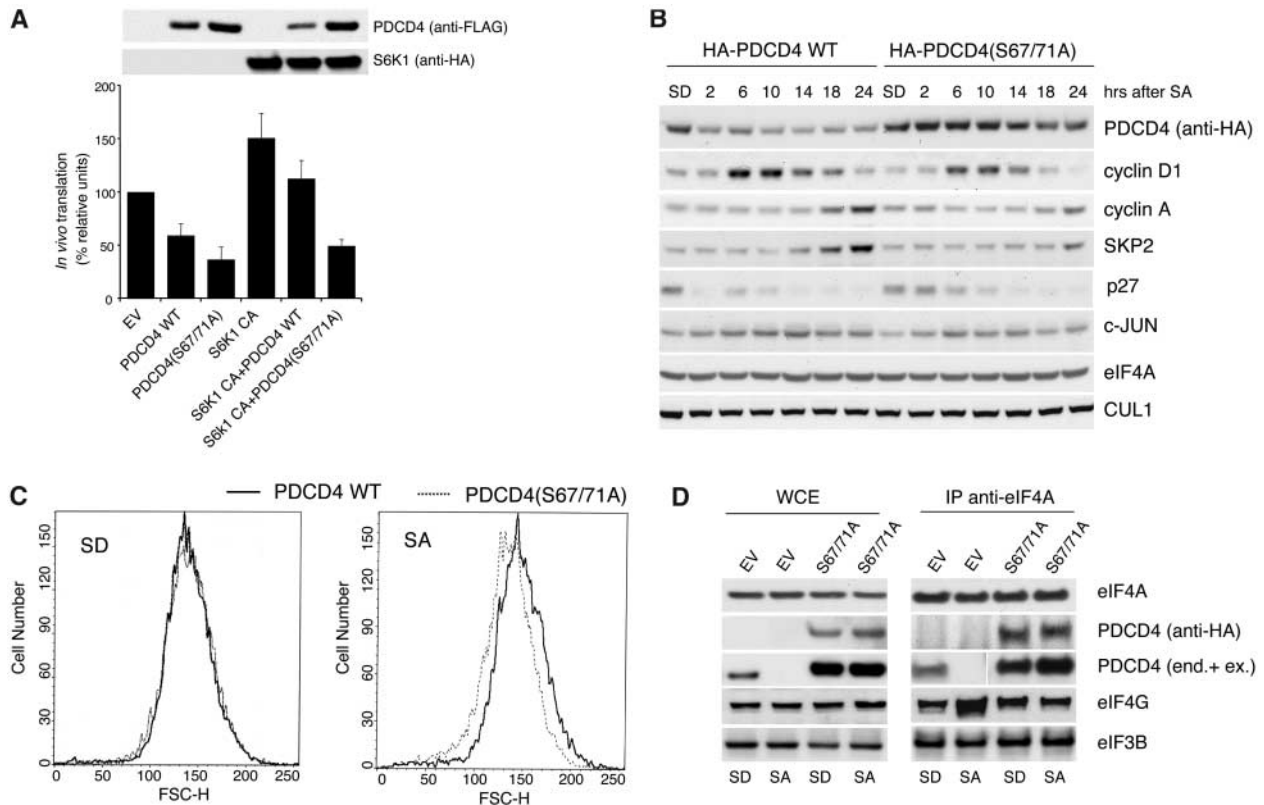 A
PDCD4 (anti-FLAG)
S6K1 (anti-HA)
In vivo translation
(% relative units)
200
150
100
50
0
EV
PDCD4 WT
PDCD4(S67/71A)
S6K1 CA
S6K1 CA+PDCD4 WT
S6K1 CA+PDCD4(S67/71A)
B
HA-PDCD4 WT HA-PDCD4(S67/71A)
SD 2 6 10 14 18 24 SD 2 6 10 14 18 24 hrs after SA
PDCD4 (anti-HA)
cyclin D1
cyclin A
SKP2
p27
c-JUN
eIF4A
CUL1
C
PDCD4 WT PDCD4(S67/71A)
SD
Cell Number
150
120
90
60
30
0
0 50 100 150 200 250
FSC-H
SA
Cell Number
150
120
90
60
30
0
0 50 100 150 200 250
FSC-H
D
WCE IP anti-eIF4A
EV EV S67/71A S67/71A EV EV S67/71A S67/71A
eIF4A
PDCD4 (anti-HA)
PDCD4 (end.+ ex.)
eIF4G
eIF3B
SD SA SD SA SD SA SD SA